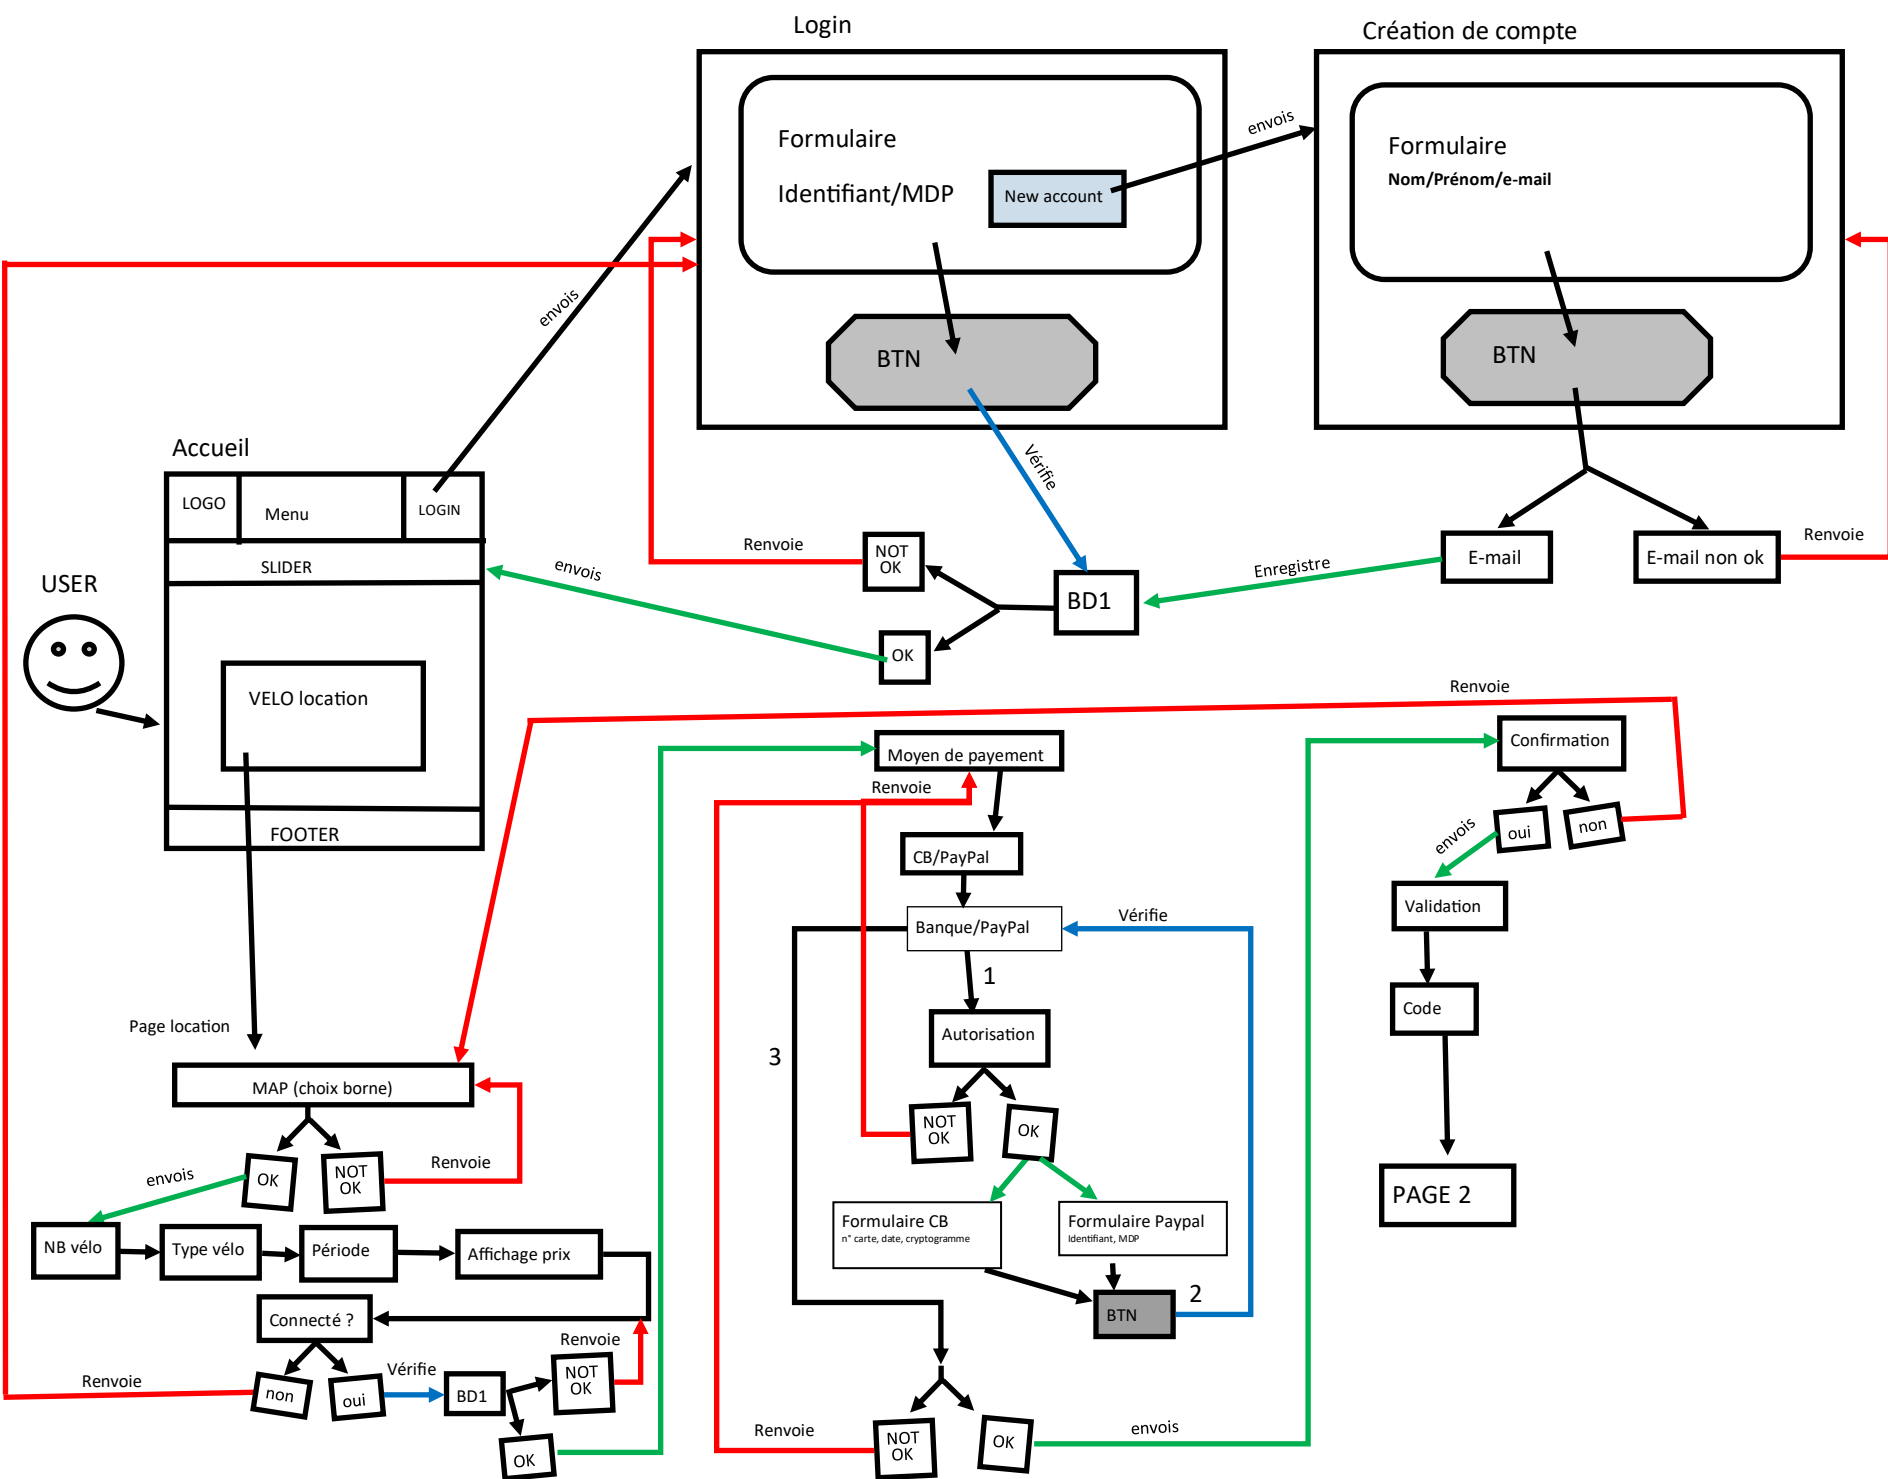 Login
Création de compte
Formulaire
Identifiant/MDP
New account
envois
Formulaire
Nom/Prénom/e-mail
envois
BTN
BTN
Vérifie
Accueil
LOGO
Menu
LOGIN
SLIDER
USER
VELO location
FOOTER
envois
Renvoie
NOT
OK
OK
BD1
Enregistre
E-mail
E-mail non ok
Renvoie
Renvoie
Moyen de payement
Renvoie
CB/PayPal
Banque/PayPal
Vérifie
1
Autorisation
3
NOT
OK
OK
Formulaire CB
n° carte, date, cryptogramme
Formulaire Paypal
Identifiant, MDP
BTN
2
Confirmation
oui
non
envois
Validation
Code
PAGE 2
Page location
MAP (choix borne)
envois
OK
NOT
OK
Renvoie
NB vélo
Type vélo
Période
Affichage prix
Connecté ?
Renvoie
non
oui
Vérifie
BD1
NOT
OK
Renvoie
OK
Renvoie
NOT
OK
OK
envois